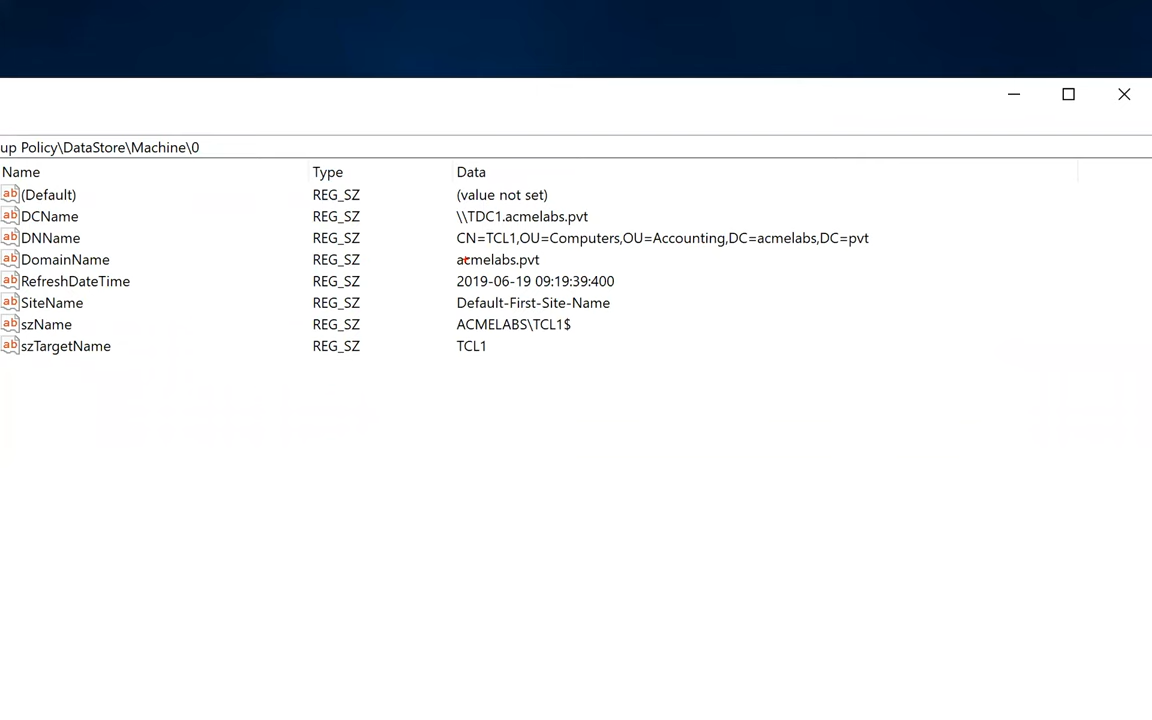 up Policy\DataStore\Machine\0
Name Type Data
(Default) REG_SZ (value not set)
DCName REG_SZ \\TDC1.acmelabs.pvt
DNName REG_SZ CN=TCL1,OU=Computers,OU=Accounting,DC=acmelabs,DC=pvt
DomainName REG_SZ acmelabs.pvt
RefreshDateTime REG_SZ 2019-06-19 09:19:39:400
SiteName REG_SZ Default-First-Site-Name
szName REG_SZ ACMELABS\TCL1$
szTargetName REG_SZ TCL1